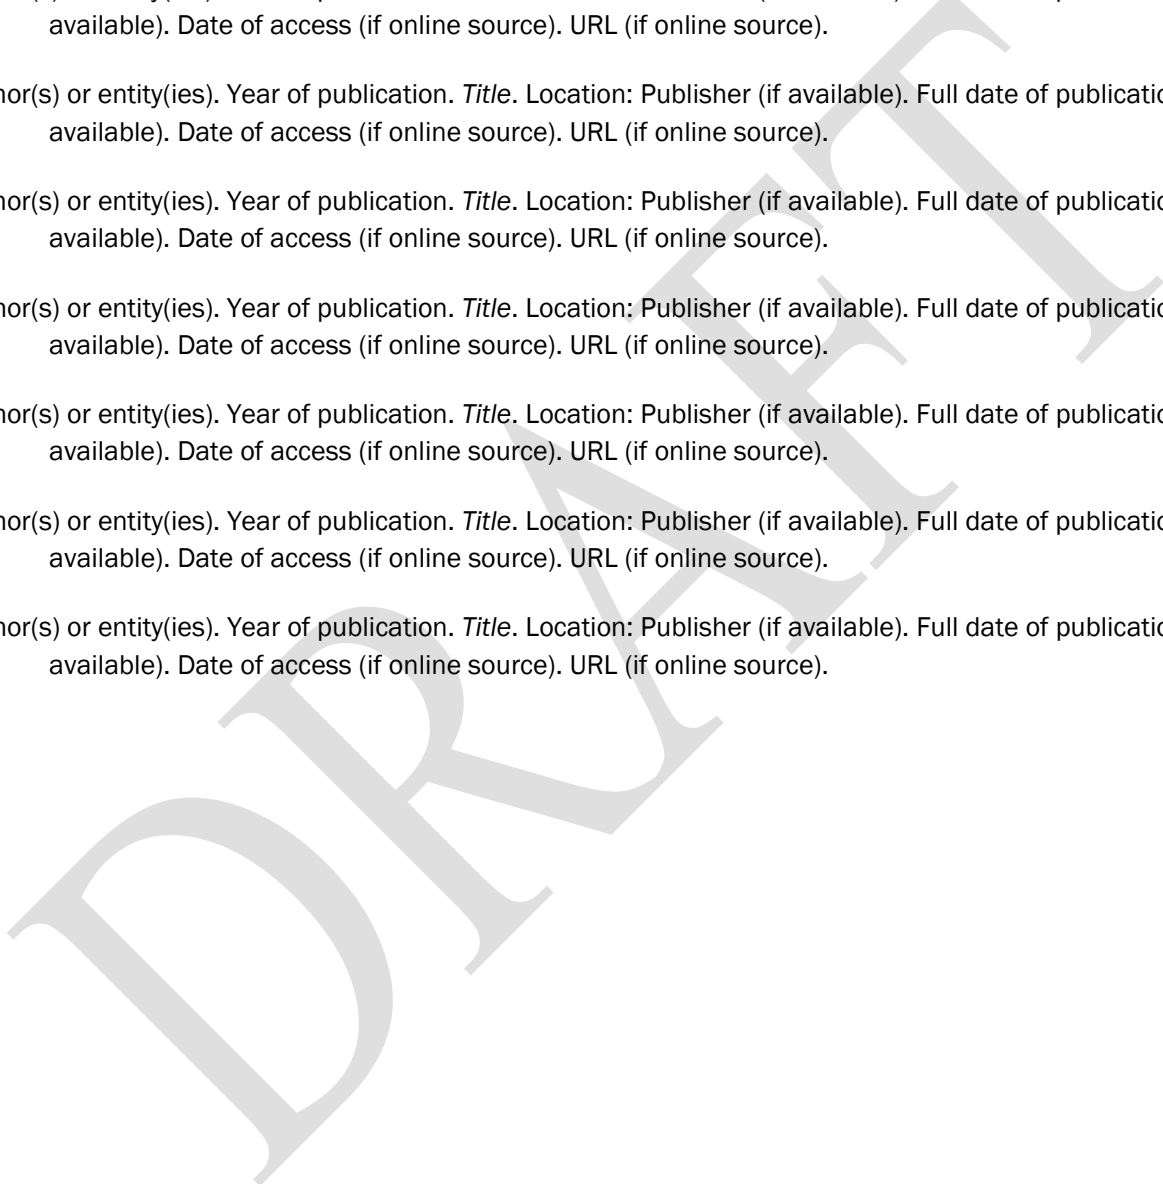 available). Date of access (if online source). URL (if online source).
hor(s) or entity(ies). Year of publication. Title. Location: Publisher (if available). Full date of publicatio
available). Date of access (if online source). URL (if online source).
hor(s) or entity(ies). Year of publication. Title. Location: Publisher (if available). Full date of publicatio
available). Date of access (if online source). URL (if online source).
hor(s) or entity(ies). Year of publication. Title. Location: Publisher (if available). Full date of publicatio
available). Date of access (if online source). URL (if online source).
hor(s) or entity(ies). Year of publication. Title. Location: Publisher (if available). Full date of publicatio
available). Date of access (if online source). URL (if online source).
hor(s) or entity(ies). Year of publication. Title. Location: Publisher (if available). Full date of publicatio
available). Date of access (if online source). URL (if online source).
hor(s) or entity(ies). Year of publication. Title. Location: Publisher (if available). Full date of publicatio
available). Date of access (if online source). URL (if online source).
DRAFT